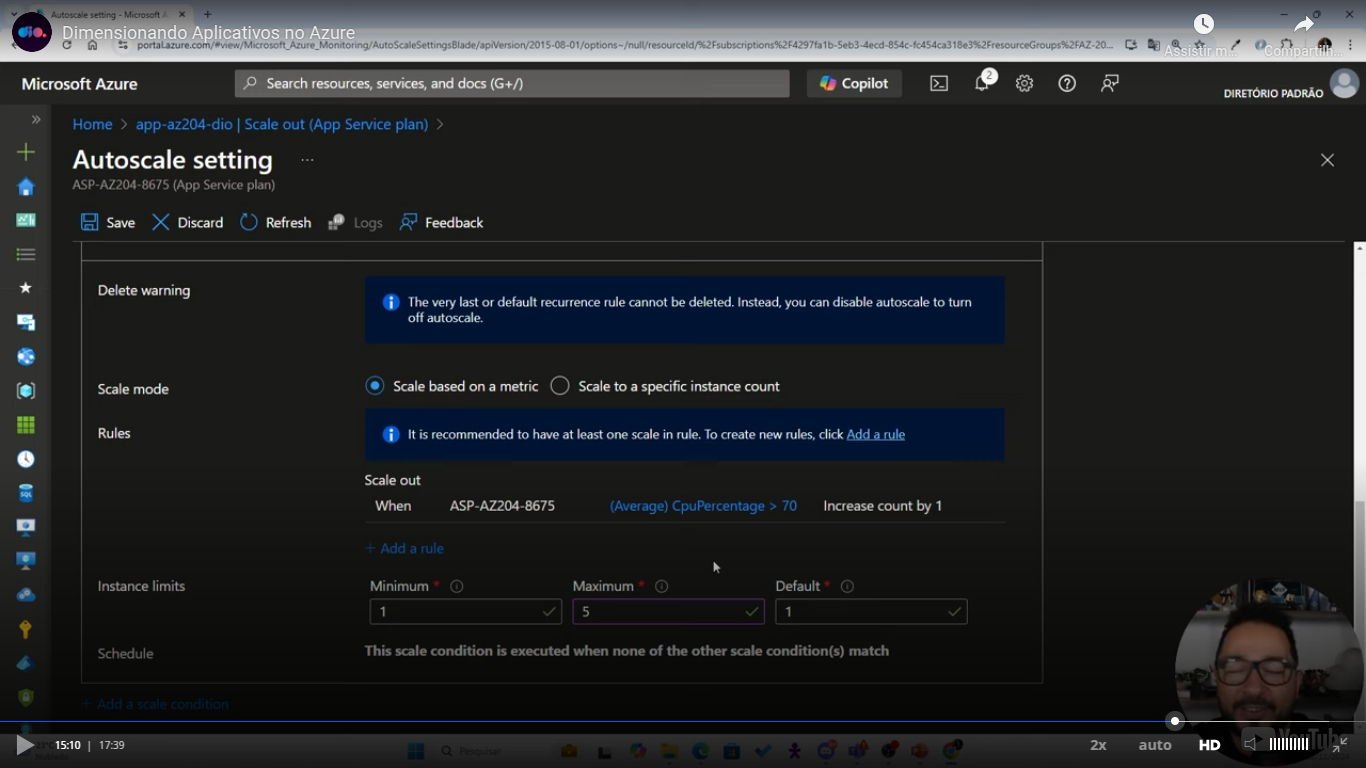 Autoscale setting - Microsoft A
dio.
Dimensionando Aplicativos no Azure
Assistir m...
Compartilh...
portal.azure.com/#view/Microsoft_Azure_Monitoring/AutoScaleSettingsBlade/apiVersion/2015-08-01/options~/null/resourceId/%2Fsubscriptions%2F4297fa1b-5eb3-4ecd-854c-fc454ca318e3%2FresourceGroups%2FAZ-20...
Microsoft Azure
Search resources, services, and docs (G+/)
Copilot
2
DIRETÓRIO PADRÃO
Home > app-az204-dio | Scale out (App Service plan) >
Autoscale setting ...
ASP-AZ204-8675 (App Service plan)
Save Discard Refresh Logs Feedback
Delete warning
The very last or default recurrence rule cannot be deleted. Instead, you can disable autoscale to turn
off autoscale.
Scale mode
Scale based on a metric Scale to a specific instance count
Rules
It is recommended to have at least one scale in rule. To create new rules, click Add a rule
Scale out
When ASP-AZ204-8675 (Average) CpuPercentage > 70 Increase count by 1
+ Add a rule
Instance limits
Minimum * Maximum * Default *
1 5 1
Schedule
This scale condition is executed when none of the other scale condition(s) match
+ Add a scale condition
15:10 | 17:39
Pesquisar
2x auto HD
YouTube